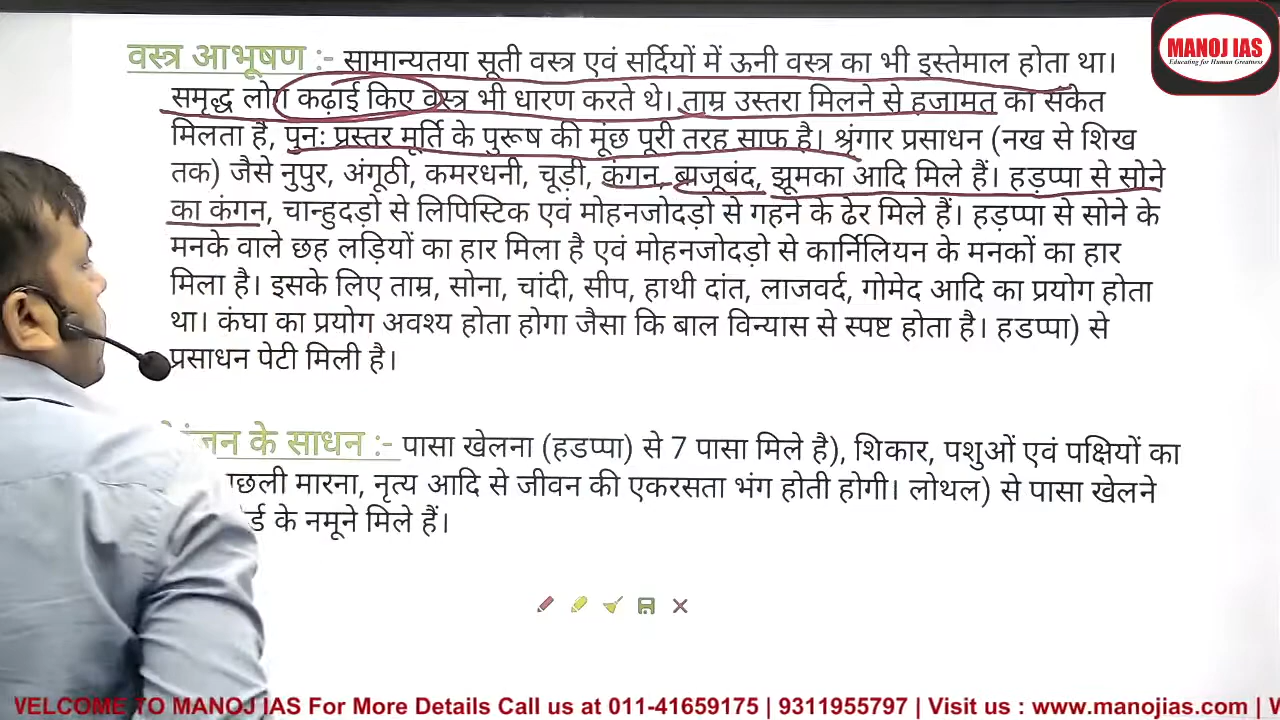 MANOJ IAS
Educating for Human Greatness
वस्त्र आभूषण :- सामान्यतया सूती वस्त्र एवं सर्दियों में ऊनी वस्त्र का भी इस्तेमाल होता था।
समृद्ध लोग कढ़ाई किए वस्त्र भी धारण करते थे। ताम्र उस्तरा मिलने से हजामत का संकेत
मिलता है, पुनः प्रस्तर मूर्ति के पुरूष की मूंछ पूरी तरह साफ है। श्रृंगार प्रसाधन (नख से शिख
तक) जैसे नुपुर, अंगूठी, कमरधनी, चूड़ी, कंगन, बाजूबंद, झूमका आदि मिले हैं। हड़प्पा से सोने
का कंगन, चान्हुदड़ो से लिपिस्टिक एवं मोहनजोदड़ो से गहने के ढेर मिले हैं। हड़प्पा से सोने के
मनके वाले छह लड़ियों का हार मिला है एवं मोहनजोदड़ो से कार्निलियन के मनकों का हार
मिला है। इसके लिए ताम्र, सोना, चांदी, सीप, हाथी दांत, लाजवर्द, गोमेद आदि का प्रयोग होता
था। कंघा का प्रयोग अवश्य होता होगा जैसा कि बाल विन्यास से स्पष्ट होता है। हडप्पा) से
प्रसाधन पेटी मिली है।
के साधन :- पासा खेलना (हडप्पा) से 7 पासा मिले है), शिकार, पशुओं एवं पक्षियों का
मारना, नृत्य आदि से जीवन की एकरसता भंग होती होगी। लोथल) से पासा खेलने
के नमूने मिले हैं।
TO MANOJ IAS For More Details Call us at 011-41659175 | 9311955797 | Visit us : www.manojias.com |